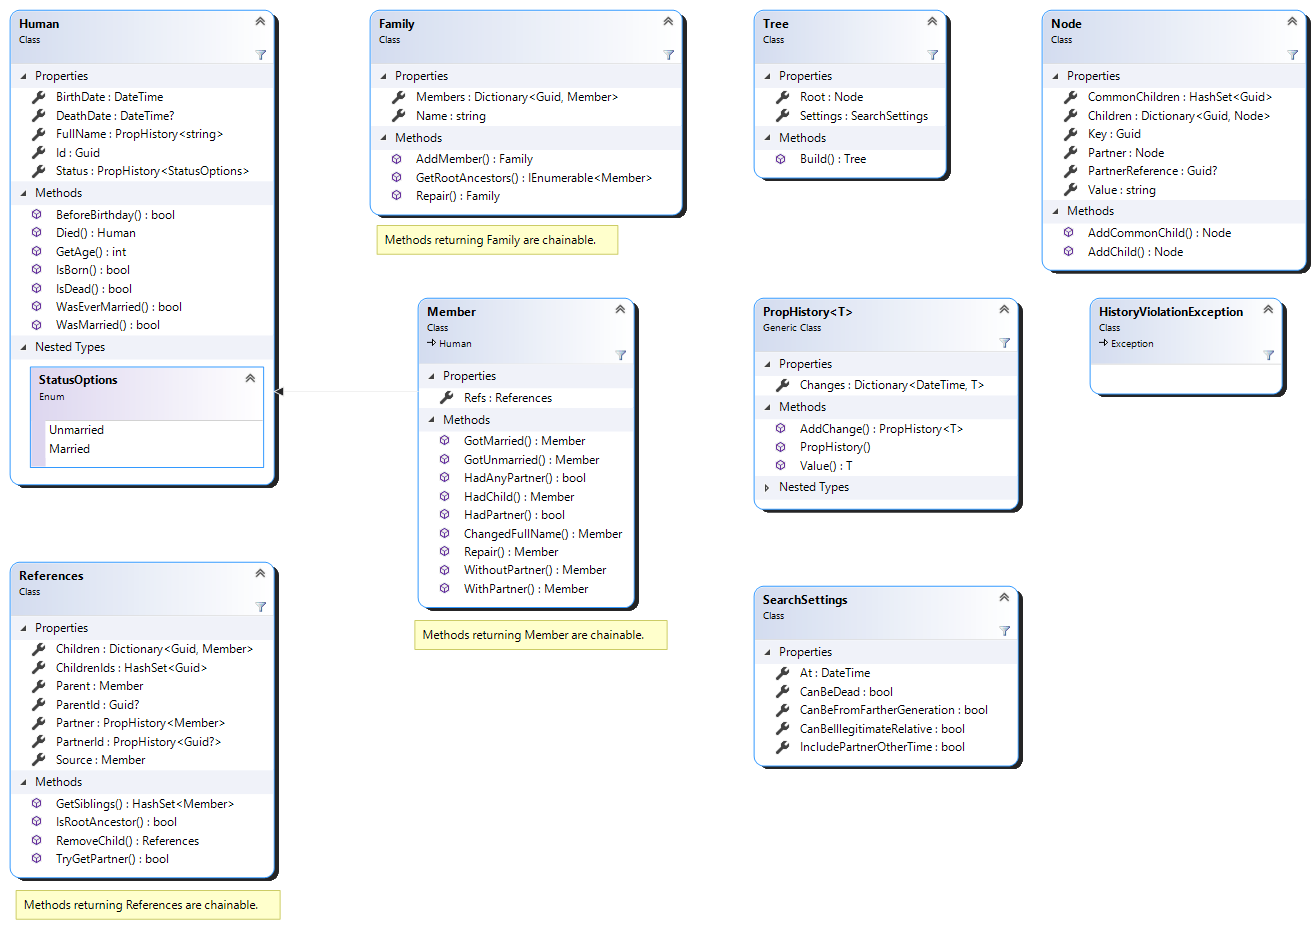 Human
Class
Properties
BirthDate : DateTime
DeathDate : DateTime?
FullName : PropHistory<string>
Id : Guid
Status : PropHistory<StatusOptions>
Methods
BeforeBirthday() : bool
Died() : Human
GetAge() : int
IsBorn() : bool
IsDead() : bool
WasEverMarried() : bool
WasMarried() : bool
Nested Types
StatusOptions
Enum
Unmarried
Married
Family
Class
Properties
Members : Dictionary<Guid, Member>
Name : string
Methods
AddMember() : Family
GetRootAncestors() : IEnumerable<Member>
Repair() : Family
Methods returning Family are chainable.
Tree
Class
Properties
Root : Node
Settings : SearchSettings
Methods
Build() : Tree
Node
Class
Properties
CommonChildren : HashSet<Guid>
Children : Dictionary<Guid, Node>
Key : Guid
Partner : Node
PartnerReference : Guid?
Value : string
Methods
AddCommonChild() : Node
AddChild() : Node
Member
Class
Human
Properties
Refs : References
Methods
GotMarried() : Member
GotUnmarried() : Member
HadAnyPartner() : bool
HadChild() : Member
HadPartner() : bool
ChangedFullName() : Member
Repair() : Member
WithoutPartner() : Member
WithPartner() : Member
Methods returning Member are chainable.
PropHistory<T>
Generic Class
Properties
Changes : Dictionary<DateTime, T>
Methods
AddChange() : PropHistory<T>
PropHistory()
Value() : T
Nested Types
HistoryViolationException
Class
Exception
References
Class
Properties
Children : Dictionary<Guid, Member>
ChildrenIds : HashSet<Guid>
Parent : Member
ParentId : Guid?
Partner : PropHistory<Member>
PartnerId : PropHistory<Guid?>
Source : Member
Methods
GetSiblings() : HashSet<Member>
IsRootAncestor() : bool
RemoveChild() : References
TryGetPartner() : bool
Methods returning References are chainable.
SearchSettings
Class
Properties
At : DateTime
CanBeDead : bool
CanBeFromFartherGeneration : bool
CanBeIllegitimateRelative : bool
IncludePartnerOtherTime : bool